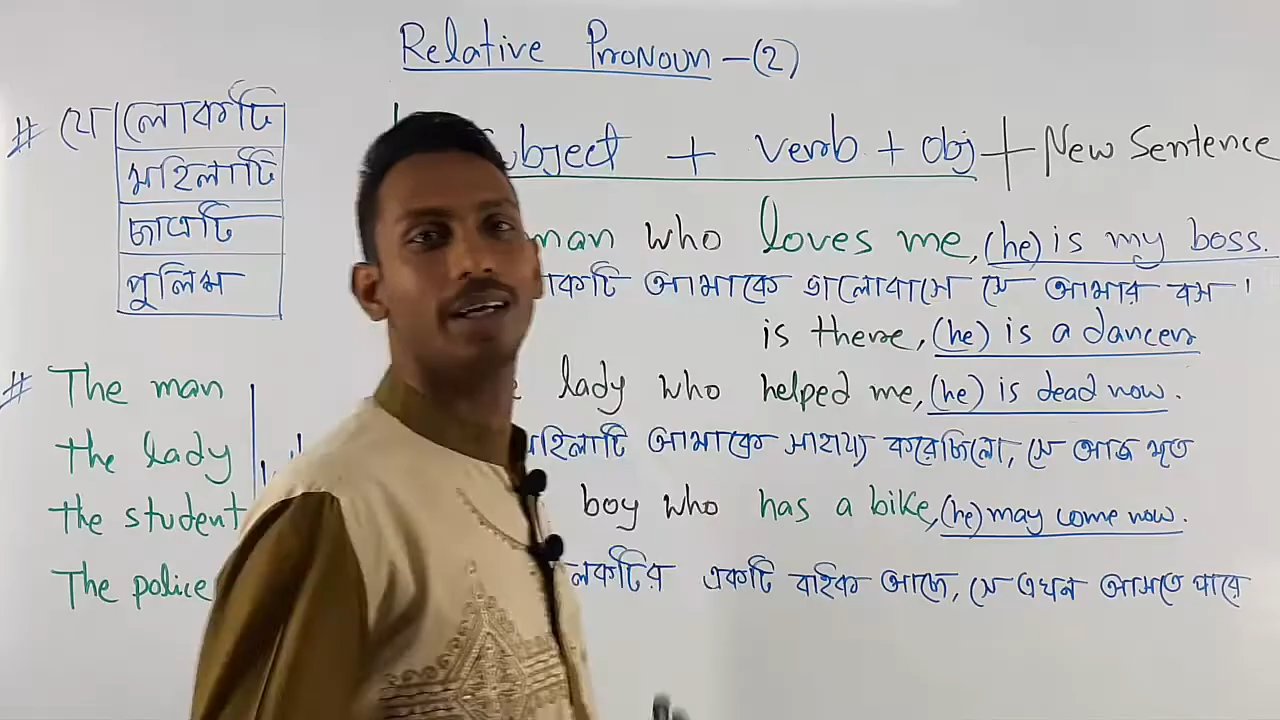 Relative Pronoun – (2)
# যে লোকটি
মহিলাটি
ছাত্রটি
পুলিশ
bject + verb + obj + New Sentence
man who loves me, (he) is my boss.
কটি আমাকে ভালোবাসে সে আমার বস।
is there, (he) is a dancer
# The man
the lady
the student
The police
lady who helped me, (he) is dead now.
হিলাটি আমাকে সাহায্য করেছিলো, সে আজ মৃত
boy who has a bike, (he) may come now.
লকটির একটি বাইক আছে, সে এখন আসতে পারে